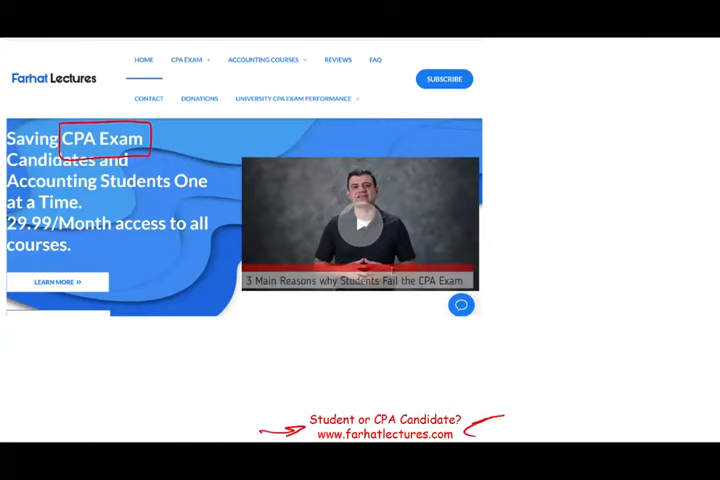 HOME CPA EXAM ACCOUNTING COURSES REVIEWS FAQ
Farhat Lectures
SUBSCRIBE
CONTACT DONATIONS UNIVERSITY CPA EXAM PERFORMANCE
Saving CPA Exam
Candidates and
Accounting Students One
at a Time.
29.99/Month access to all
courses.
LEARN MORE »
3 Main Reasons why Students Fail the CPA Exam
Student or CPA Candidate?
www.farhatlectures.com